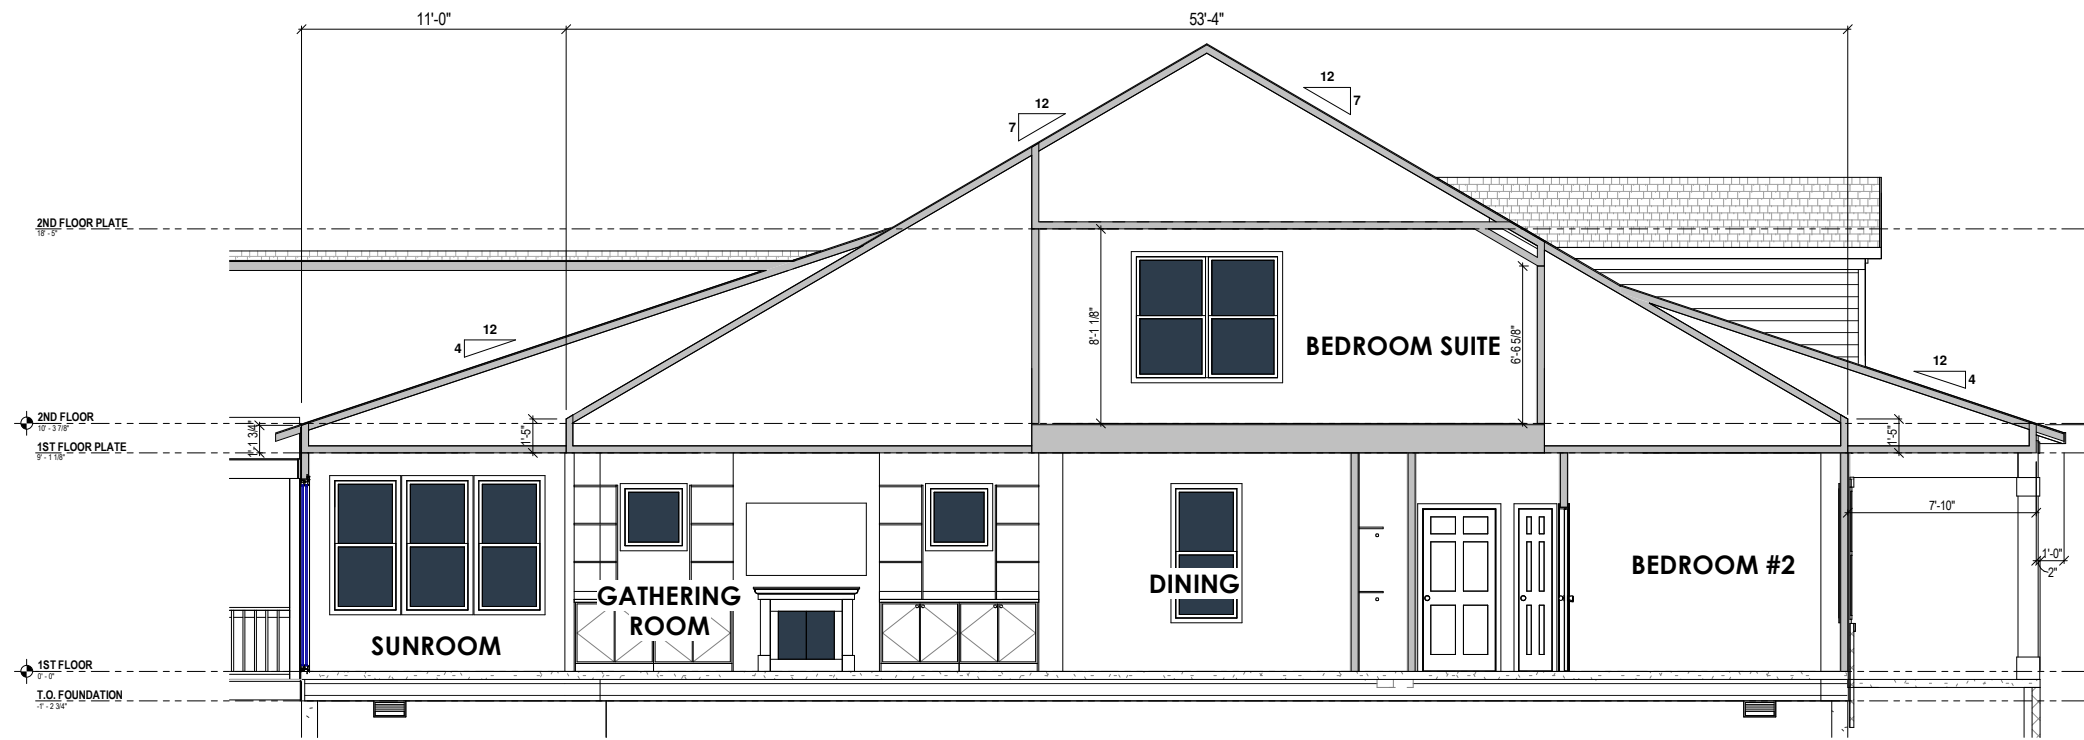 11'-0"
53'-4"
12
7
12
7
2ND FLOOR PLATE
18' - 5"
12
4
8'-1 1/8"
BEDROOM SUITE
6'-6 5/8"
12
4
2ND FLOOR
10' - 3 7/8"
1'-1 3/4"
1'-5"
1'-5"
1ST FLOOR PLATE
9' - 1 1/8"
7'-10"
1'-0"
2"
SUNROOM
GATHERING
ROOM
DINING
BEDROOM #2
1ST FLOOR
0' - 0"
T.O. FOUNDATION
-1' - 2 3/4"